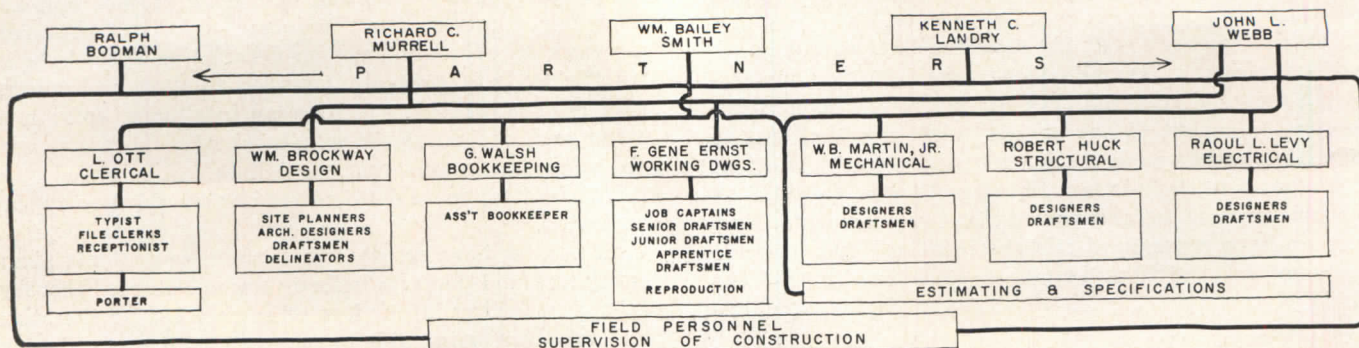 RALPH
BODMAN
RICHARD C.
MURRELL
WM. BAILEY
SMITH
KENNETH C.
LANDRY
JOHN L.
WEBB
PARTNERS
L. OTT
CLERICAL
WM. BROCKWAY
DESIGN
G. WALSH
BOOKKEEPING
F. GENE ERNST
WORKING DWGS.
W.B. MARTIN, JR.
MECHANICAL
ROBERT HUCK
STRUCTURAL
RAOUL L. LEVY
ELECTRICAL
TYPIST
FILE CLERKS
RECEPTIONIST
SITE PLANNERS
ARCH. DESIGNERS
DRAFTSMEN
DELINEATORS
ASS'T BOOKKEEPER
JOB CAPTAINS
SENIOR DRAFTSMEN
JUNIOR DRAFTSMEN
APPRENTICE
DRAFTSMEN
REPRODUCTION
DESIGNERS
DRAFTSMEN
DESIGNERS
DRAFTSMEN
DESIGNERS
DRAFTSMEN
PORTER
ESTIMATING & SPECIFICATIONS
FIELD PERSONNEL
SUPERVISION OF CONSTRUCTION